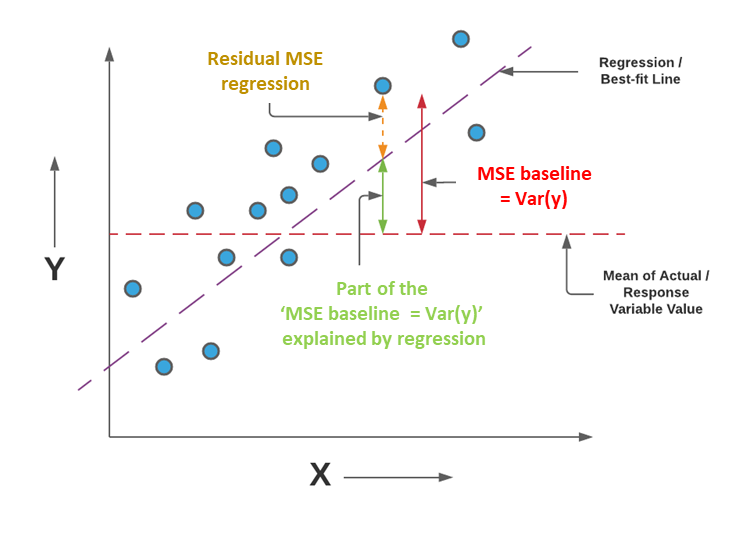 Residual MSE
regression
Regression /
Best-fit Line
MSE baseline
= Var(y)
Y
Part of the
‘MSE baseline  = Var(y)’
explained by regression
Mean of Actual /
Response
Variable Value
X